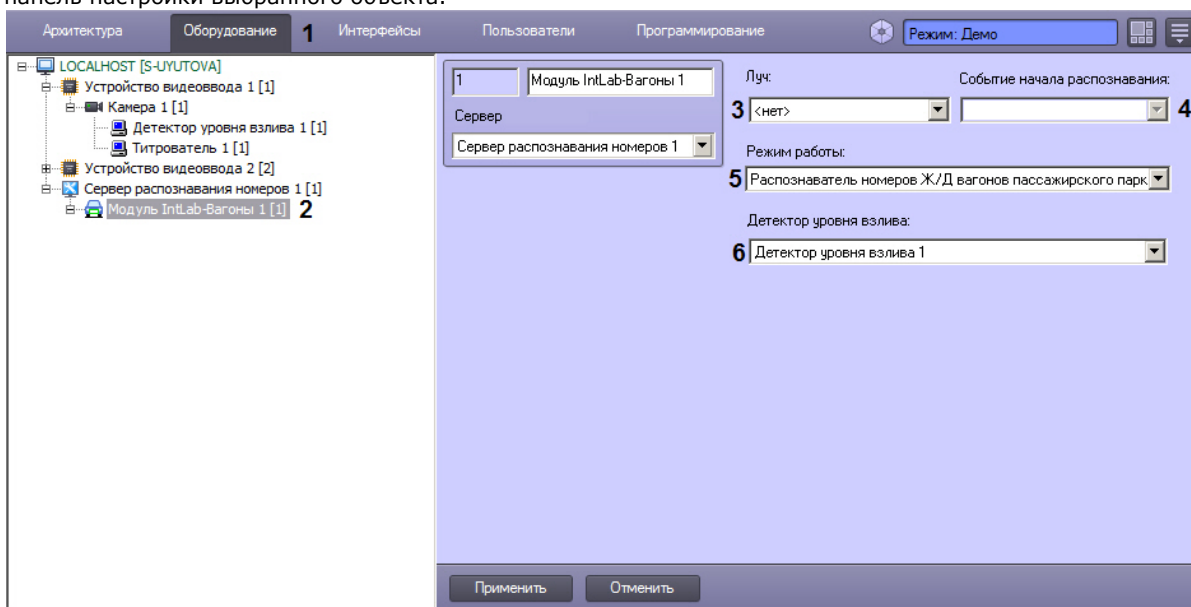 панель настройки выбранного объекта.
Архитектура Оборудование 1 Интерфейсы Пользователи Программирование Режим: Демо
LOCALHOST [S-UYUTOVA]
Устройство видеоввода 1 [1]
Камера 1 [1]
Детектор уровня взлива 1 [1]
Титрователь 1 [1]
Устройство видеоввода 2 [2]
Сервер распознавания номеров 1 [1]
Модуль IntLab-Вагоны 1 [1] 2
1 Модуль IntLab-Вагоны 1
Сервер
Сервер распознавания номеров 1
Луч: Событие начала распознавания:
3 <нет> 4
Режим работы:
5 Распознаватель номеров Ж/Д вагонов пассажирского парк
Детектор уровня взлива:
6 Детектор уровня взлива 1
Применить Отменить